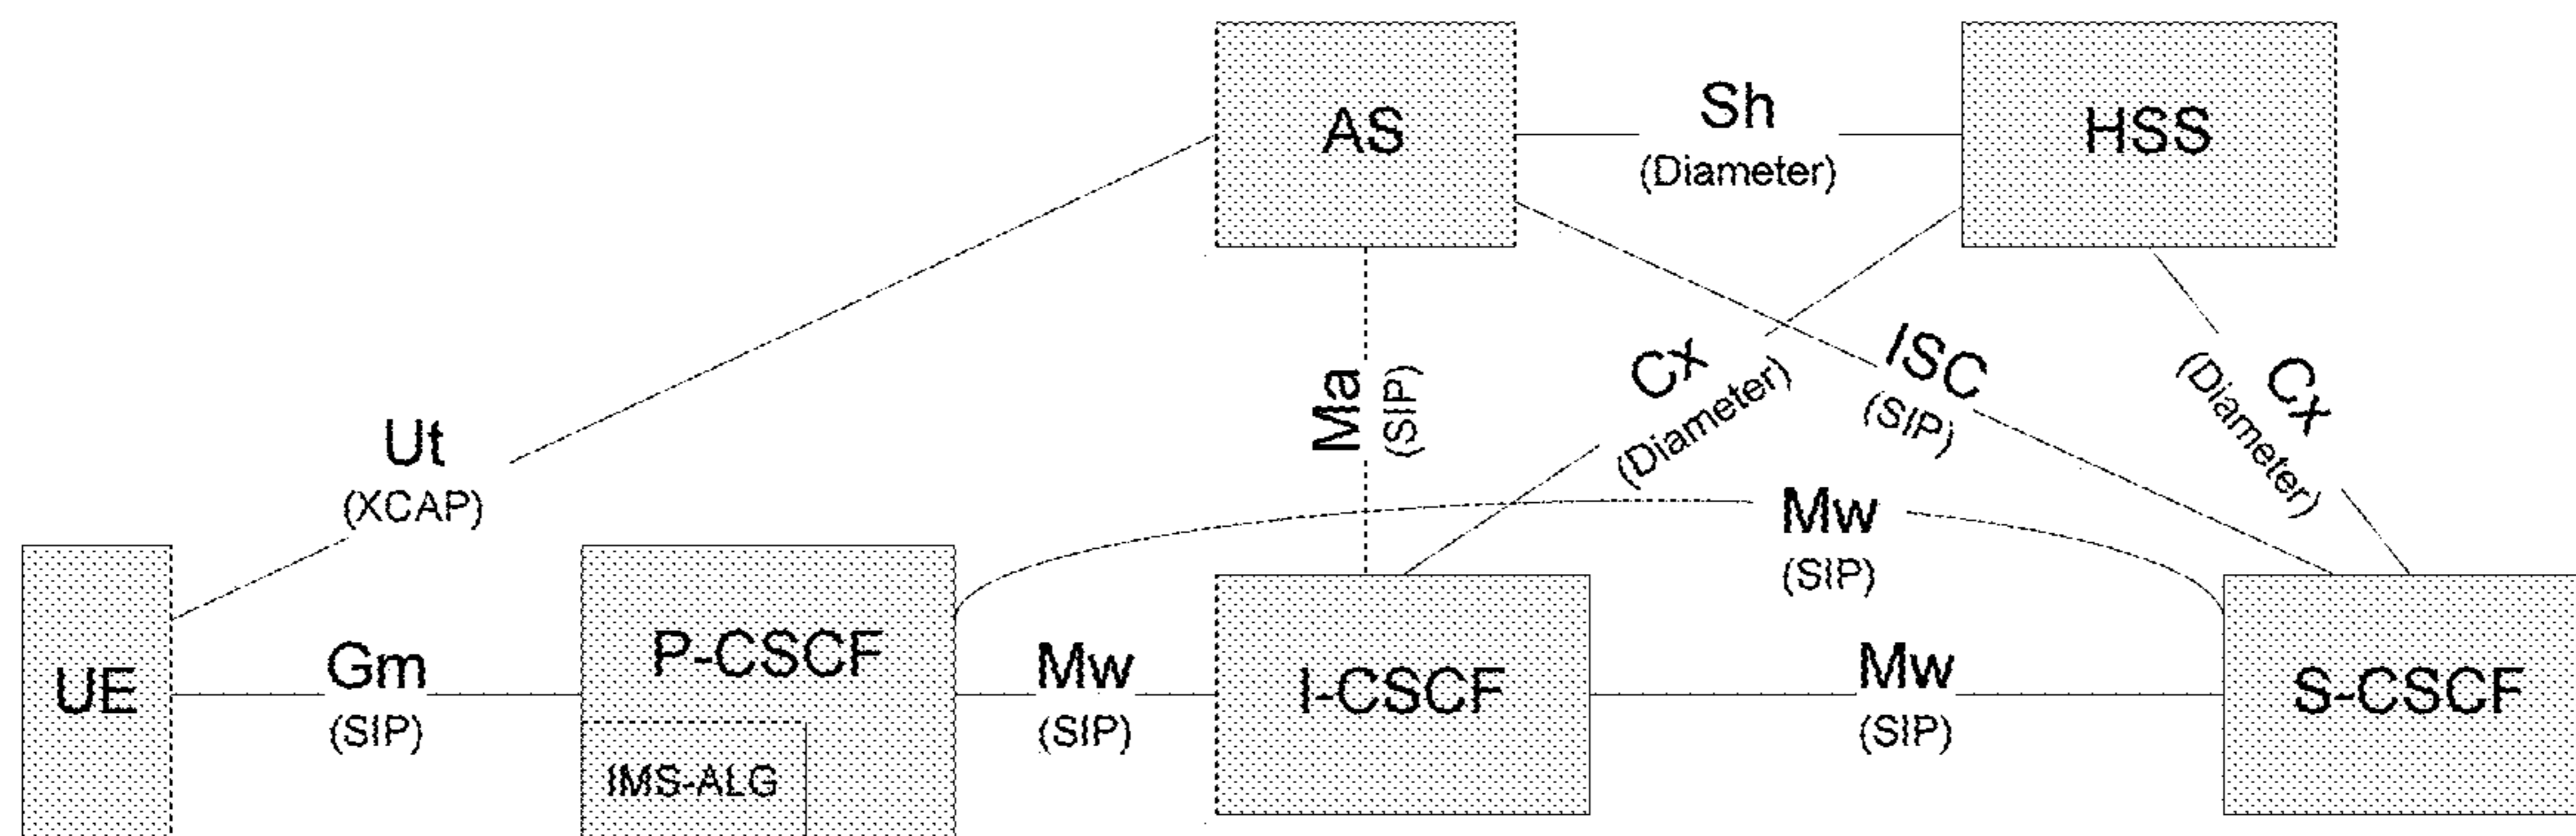 AS
Sh
(Diameter)
HSS
Ut
(XCAP)
Ma
(SIP)
Cx
(Diameter)
ISC
(SIP)
Cx
(Diameter)
Mw
(SIP)
UE
Gm
(SIP)
P-CSCF
IMS-ALG
Mw
(SIP)
I-CSCF
Mw
(SIP)
S-CSCF